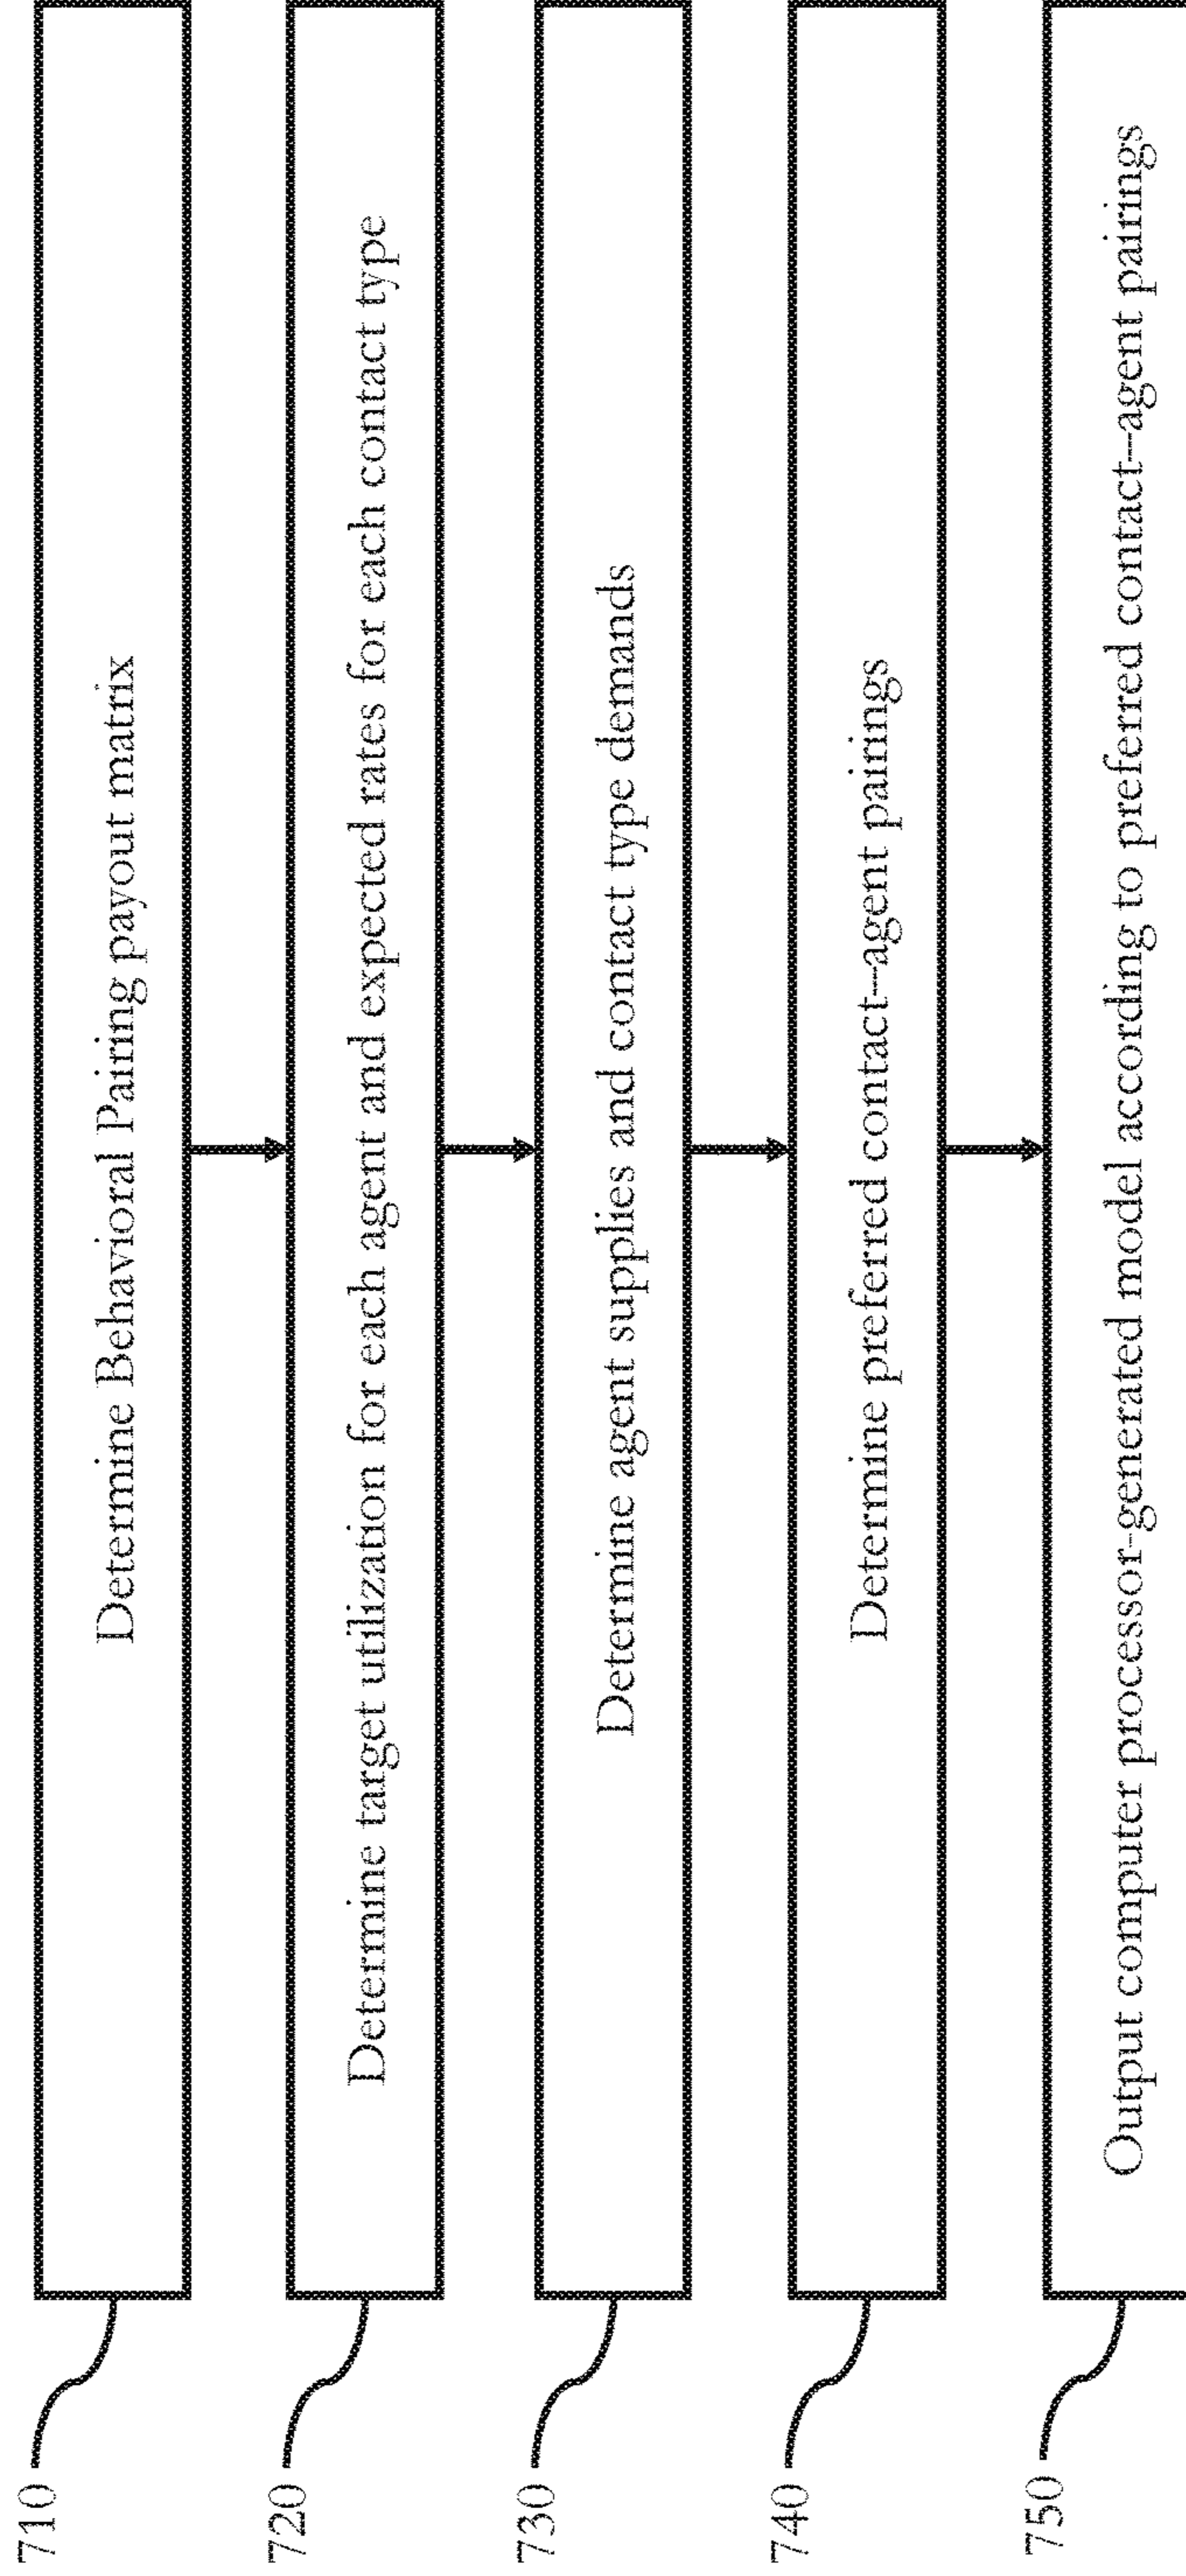 710
Determine Behavioral Pairing payout matrix
720
Determine target utilization for each agent and expected rates for each contact type
730
Determine agent supplies and contact type demands
740
Determine preferred contact--agent pairings
750
Output computer processor-generated model according to preferred contact--agent pairings